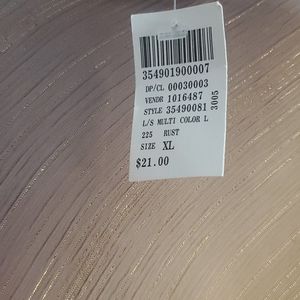 354901900007
DP/CL 00030003
VENDR 1016487
STYLE 35490081
L/S MULTI COLOR L
225 RUST
SIZE XL
$21.00
3005